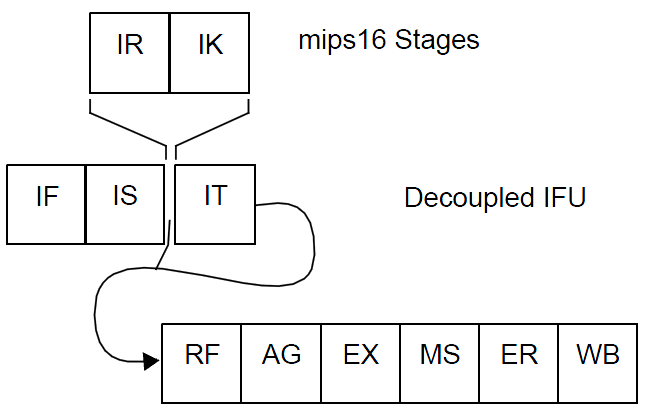 IR IK mips16 Stages
IF IS IT Decoupled IFU
RF AG EX MS ER WB